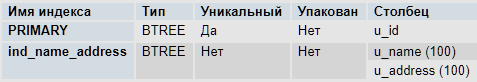 Имя индекса Тип Уникальный Упакован Столбец
PRIMARY BTREE Да Нет u_id
ind_name_address BTREE Нет Нет u_name (100)
u_address (100)